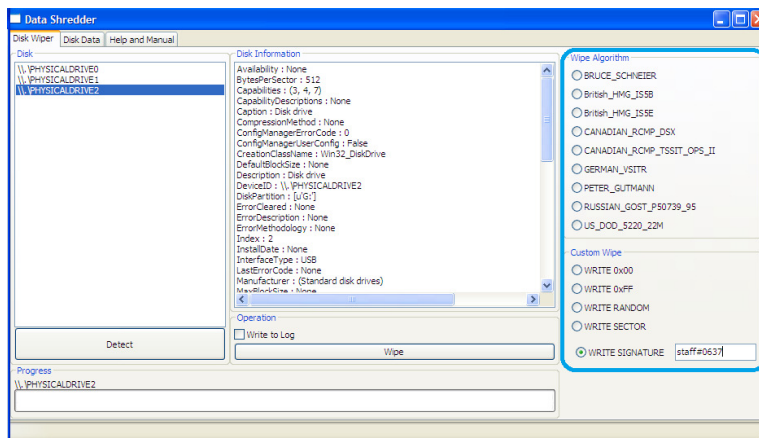 Data Shredder
Disk Wiper Disk Data Help and Manual
Disk
\\.\PHYSICALDRIVE0
\\.\PHYSICALDRIVE1
\\.\PHYSICALDRIVE2
Detect
Disk Information
Availability : None
BytesPerSector : 512
Capabilities : (3, 4, 7)
CapabilityDescriptions : None
Caption : Disk drive
CompressionMethod : None
ConfigManagerErrorCode : 0
ConfigManagerUserConfig : False
CreationClassName : Win32_DiskDrive
DefaultBlockSize : None
Description : Disk drive
DeviceID : \\.\PHYSICALDRIVE2
DiskPartition : [u'G:']
ErrorCleared : None
ErrorDescription : None
ErrorMethodology : None
Index : 2
InstallDate : None
InterfaceType : USB
LastErrorCode : None
Manufacturer : (Standard disk drives)
MaxBlockSize : None
Operation
Write to Log
Wipe
Wipe Algorithm
BRUCE_SCHNEIER
British_HMG_IS5B
British_HMG_IS5E
CANADIAN_RCMP_DSX
CANADIAN_RCMP_TSSIT_OPS_II
GERMAN_VSITR
PETER_GUTMANN
RUSSIAN_GOST_P50739_95
US_DOD_5220_22M
Custom Wipe
WRITE 0x00
WRITE 0xFF
WRITE RANDOM
WRITE SECTOR
WRITE SIGNATURE staff#0637
Progress
\\.\PHYSICALDRIVE2